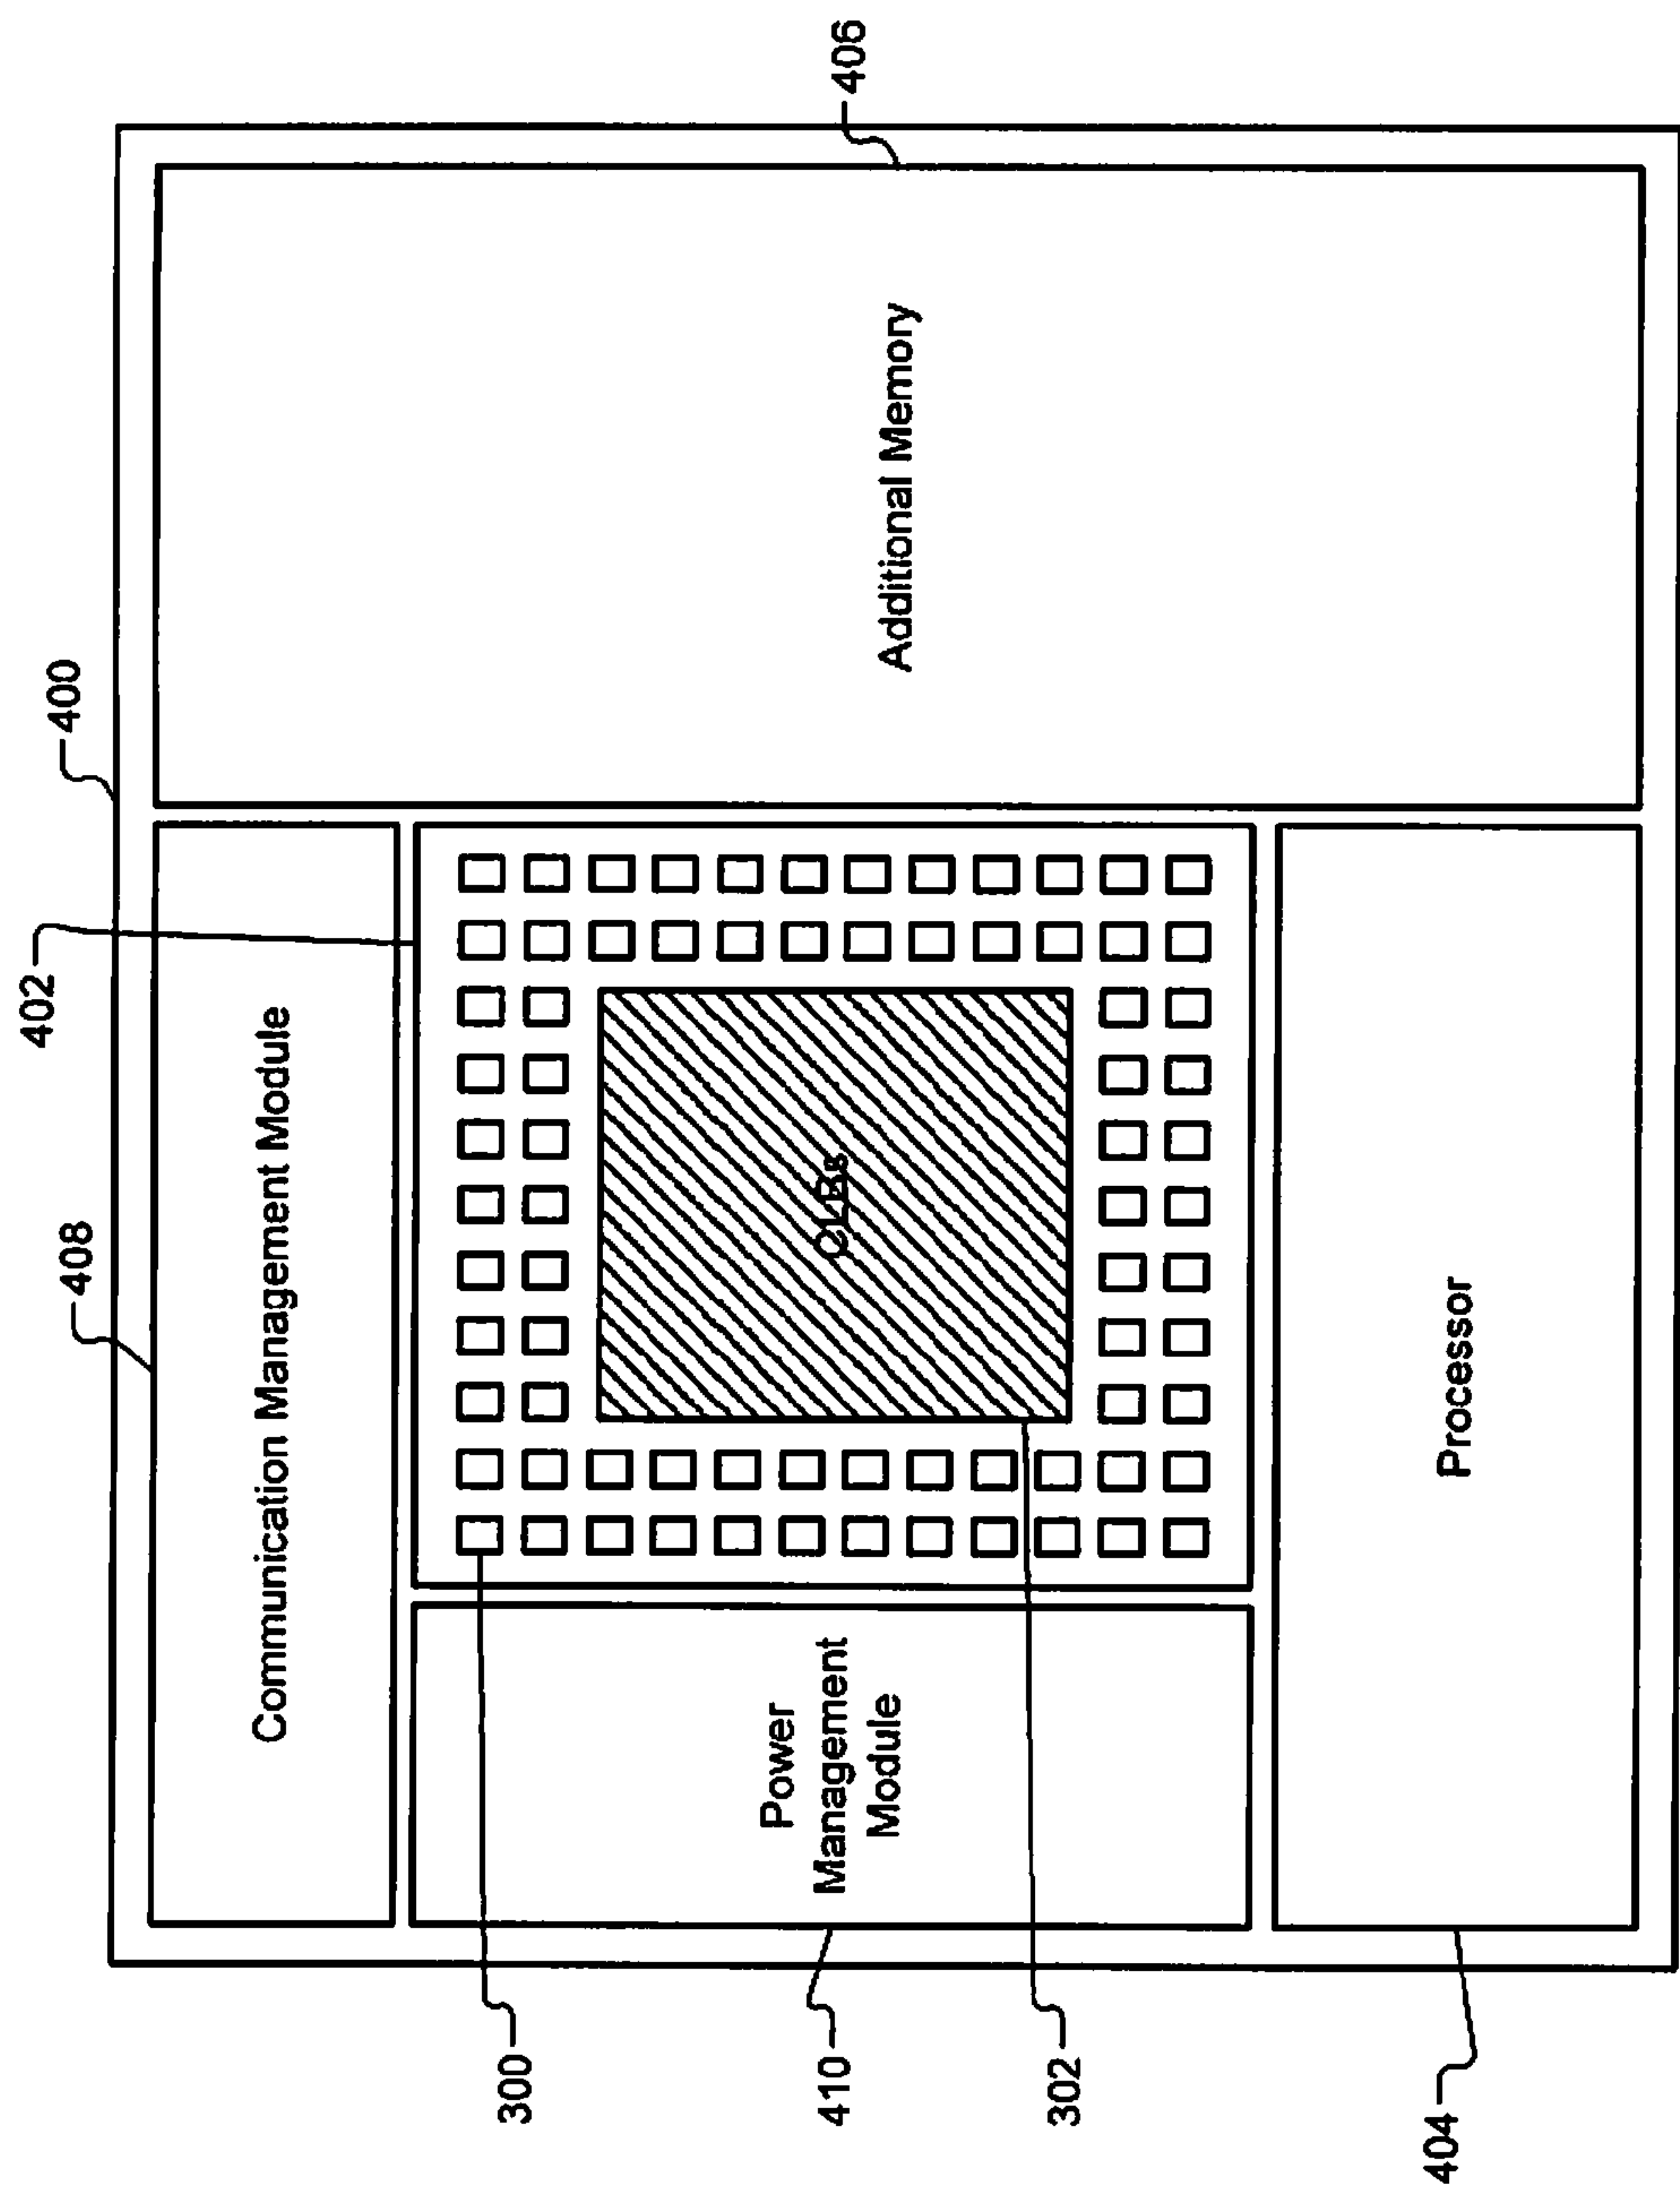 402
400
408
Communication Management Module
300
410
Power
Management
Module
CLBs
406
Additional Memory
302
404
Processor